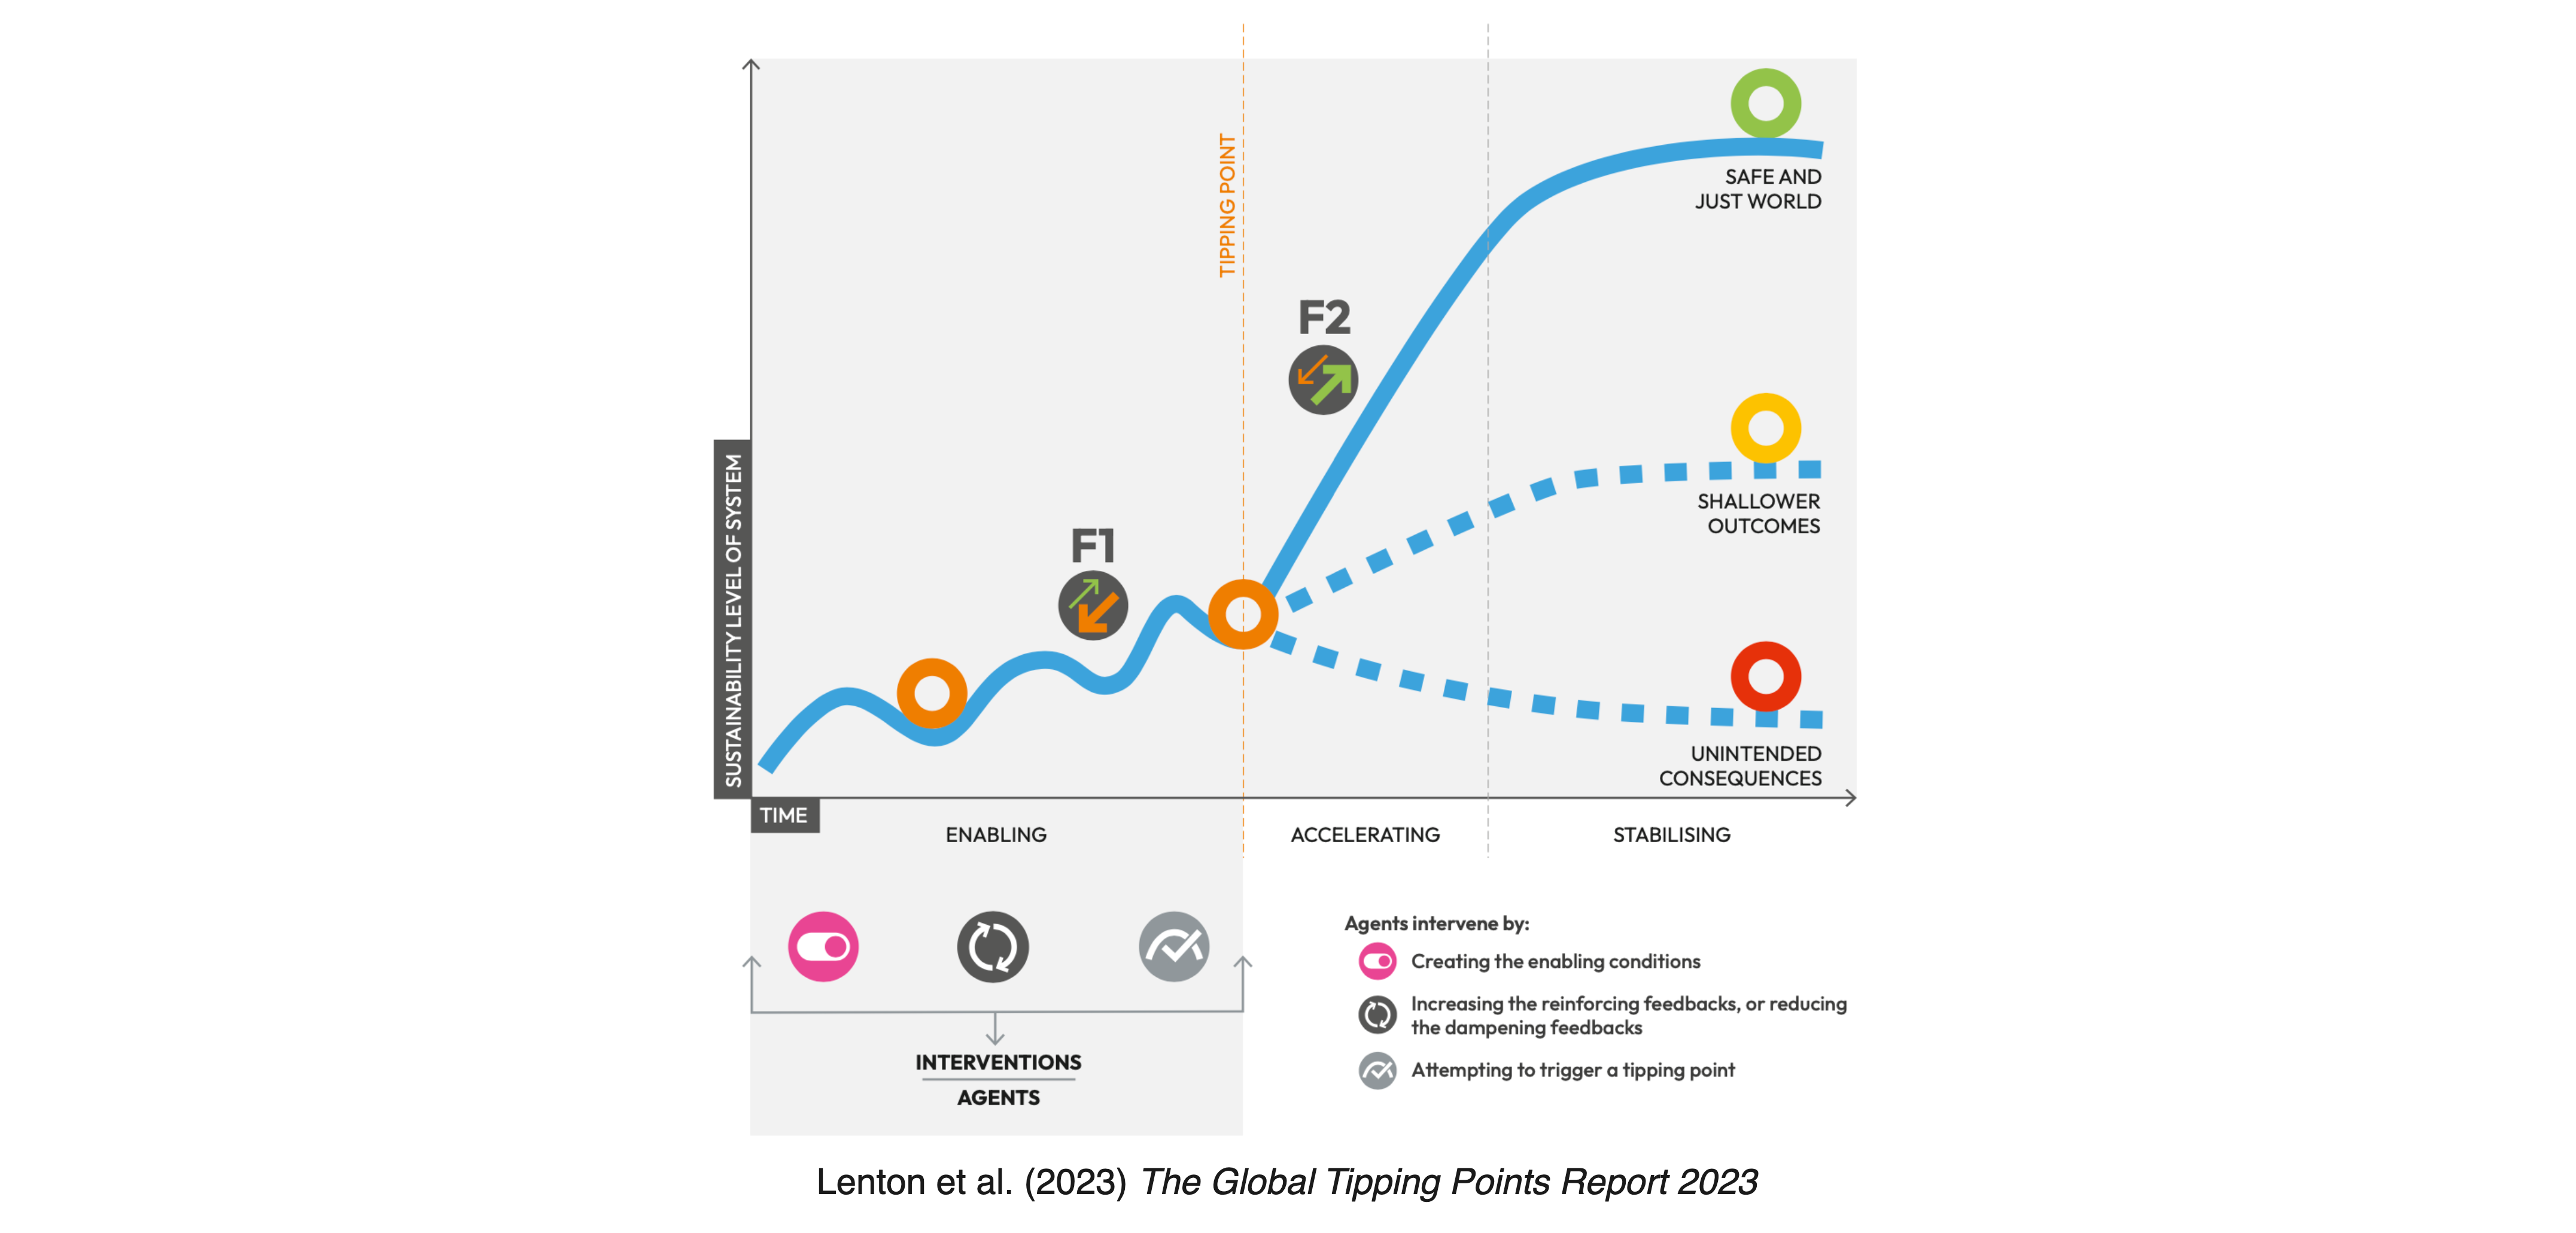 TIPPING POINT
SAFE AND
JUST WORLD
F2
SHALLOWER
OUTCOMES
F1
SUSTAINABILITY LEVEL OF SYSTEM
UNINTENDED
CONSEQUENCES
TIME
ENABLING
ACCELERATING
STABILISING
Agents intervene by:
Creating the enabling conditions
Increasing the reinforcing feedbacks, or reducing
the dampening feedbacks
Attempting to trigger a tipping point
INTERVENTIONS
AGENTS
Lenton et al. (2023) The Global Tipping Points Report 2023